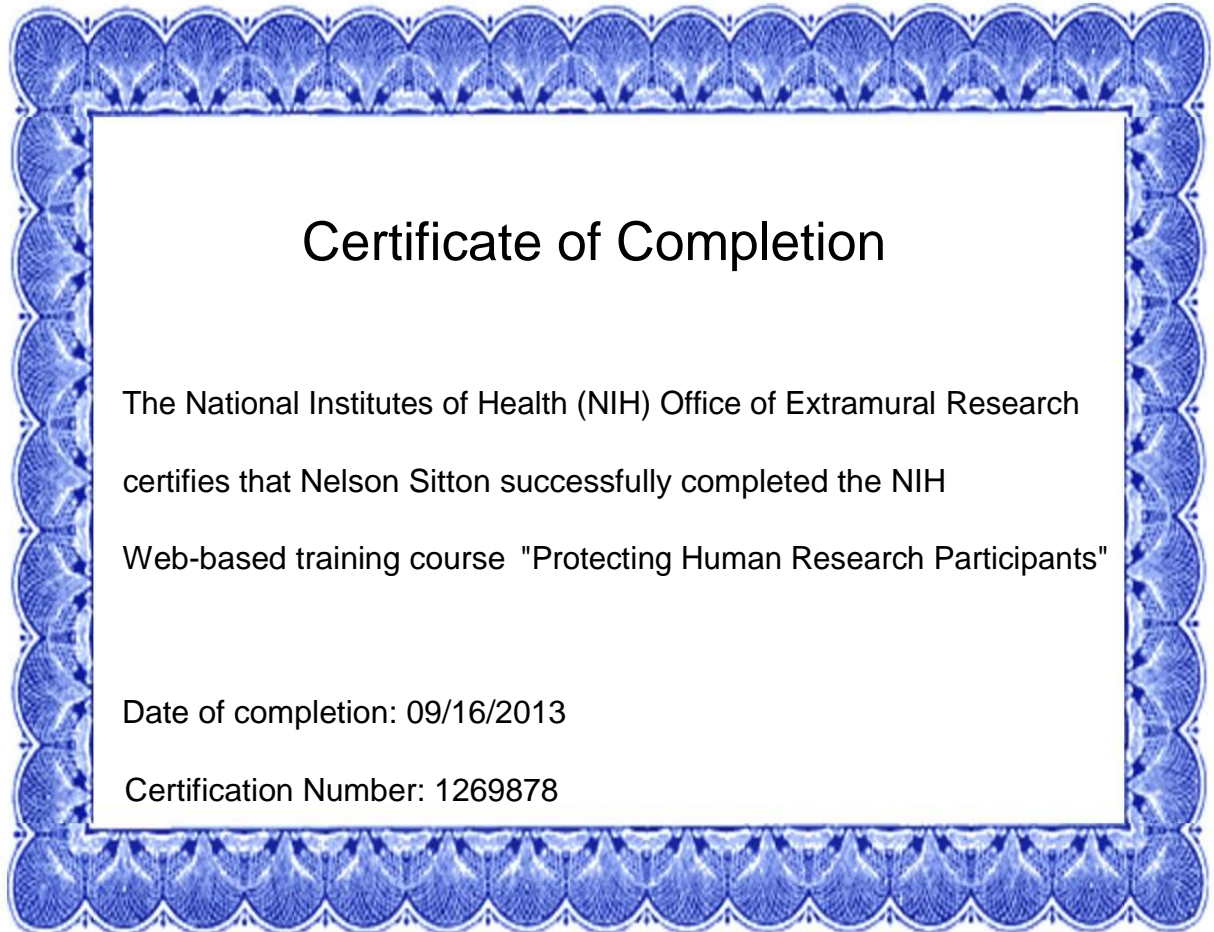 Certificate of Completion
The National Institutes of Health (NIH) Office of Extramural Research
certifies that Nelson Sitton successfully completed the NIH
Web-based training course "Protecting Human Research Participants"
Date of completion: 09/16/2013
Certification Number: 1269878